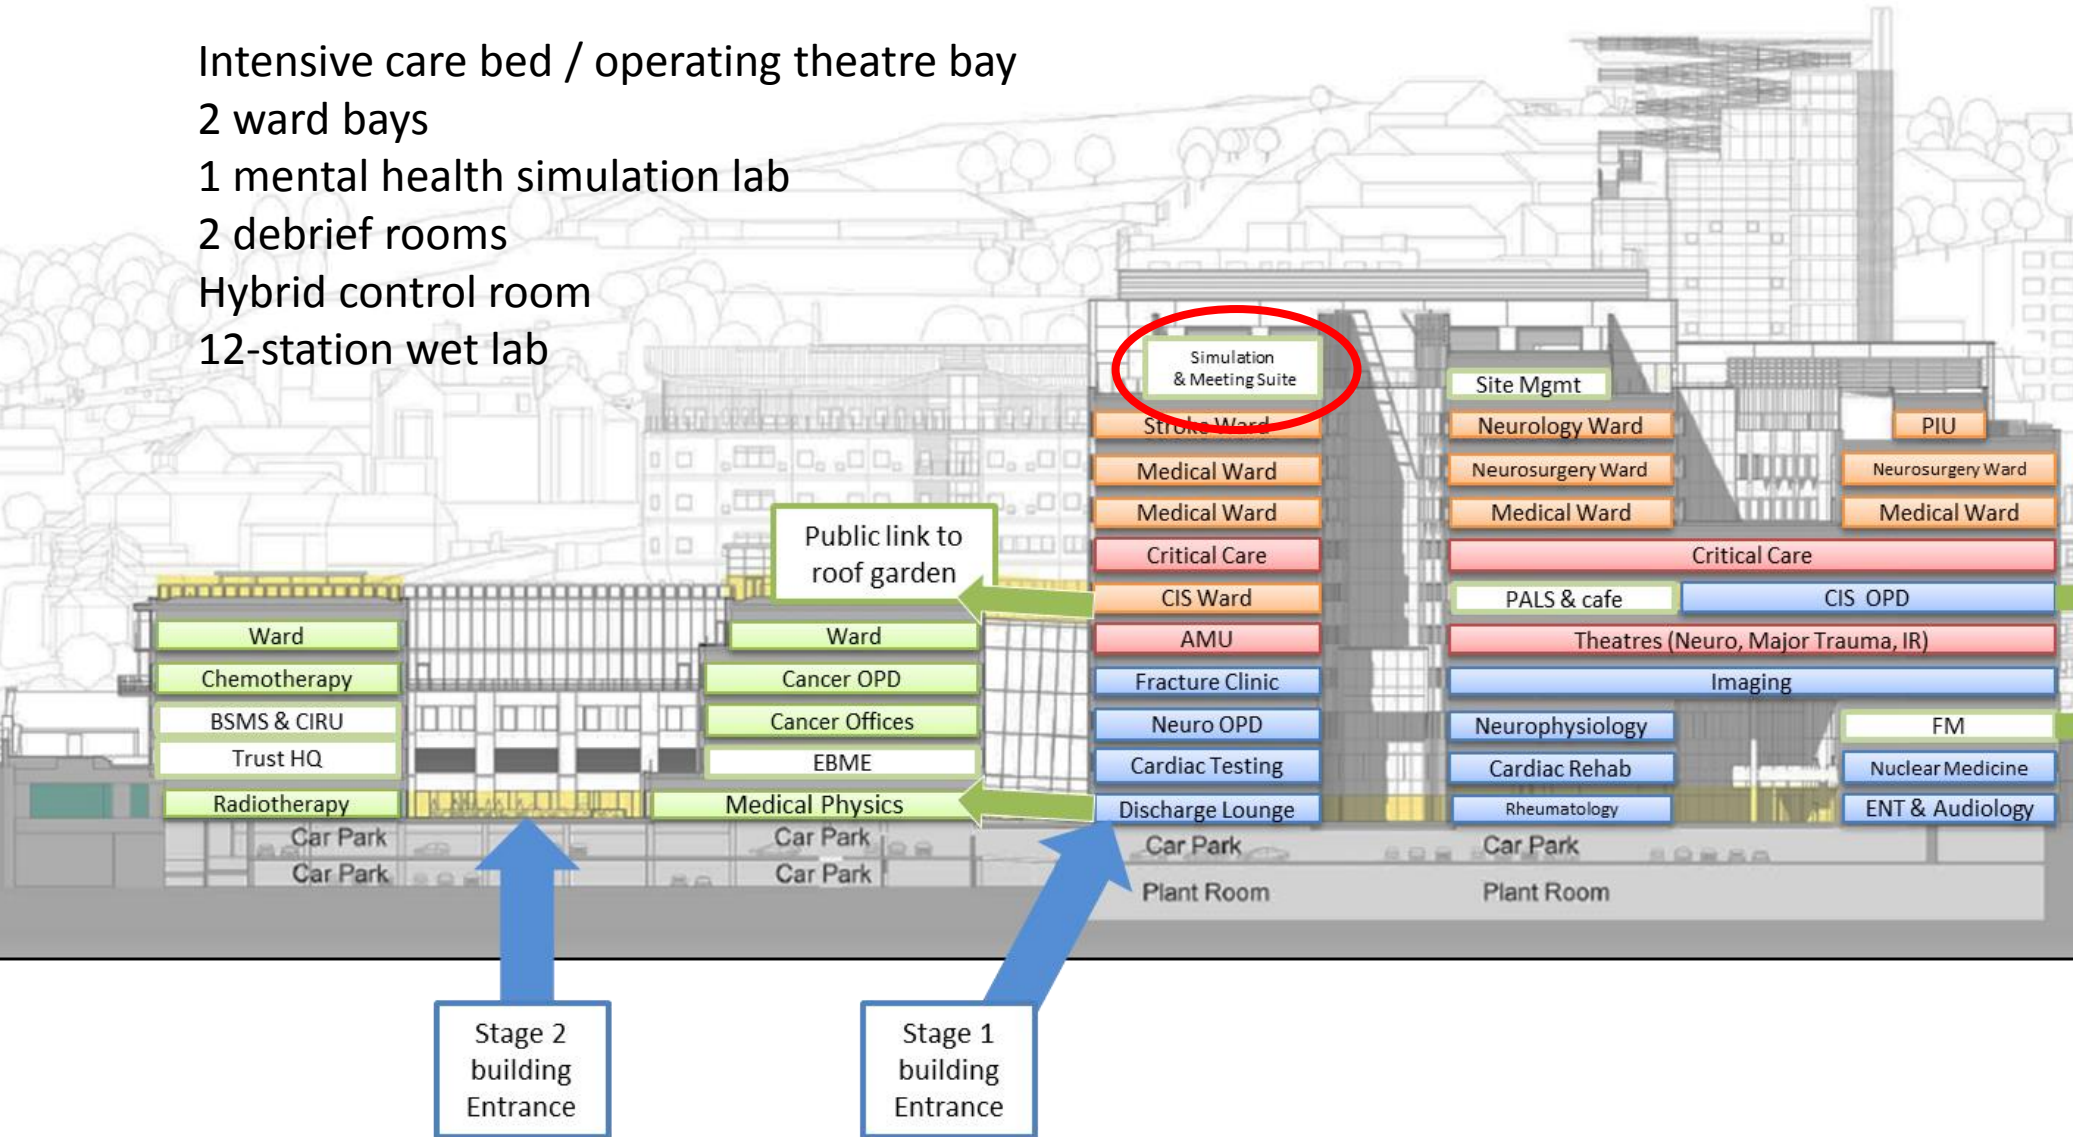 Intensive care bed / operating theatre bay
2 ward bays
1 mental health simulation lab
2 debrief rooms
Hybrid control room
12-station wet lab
Simulation
& Meeting Suite
Site Mgmt
Stroke Ward
Neurology Ward
PIU
Medical Ward
Neurosurgery Ward
Neurosurgery Ward
Medical Ward
Medical Ward
Medical Ward
Public link to
roof garden
Critical Care
Critical Care
CIS Ward
PALS & cafe
CIS OPD
Ward
Ward
AMU
Theatres (Neuro, Major Trauma, IR)
Chemotherapy
Cancer OPD
Fracture Clinic
Imaging
BSMS & CIRU
Cancer Offices
Neuro OPD
Neurophysiology
FM
Trust HQ
EBME
Cardiac Testing
Cardiac Rehab
Nuclear Medicine
Radiotherapy
Medical Physics
Discharge Lounge
Rheumatology
ENT & Audiology
Car Park
Car Park
Car Park
Car Park
Car Park
Car Park
Plant Room
Plant Room
Stage 2
building
Entrance
Stage 1
building
Entrance